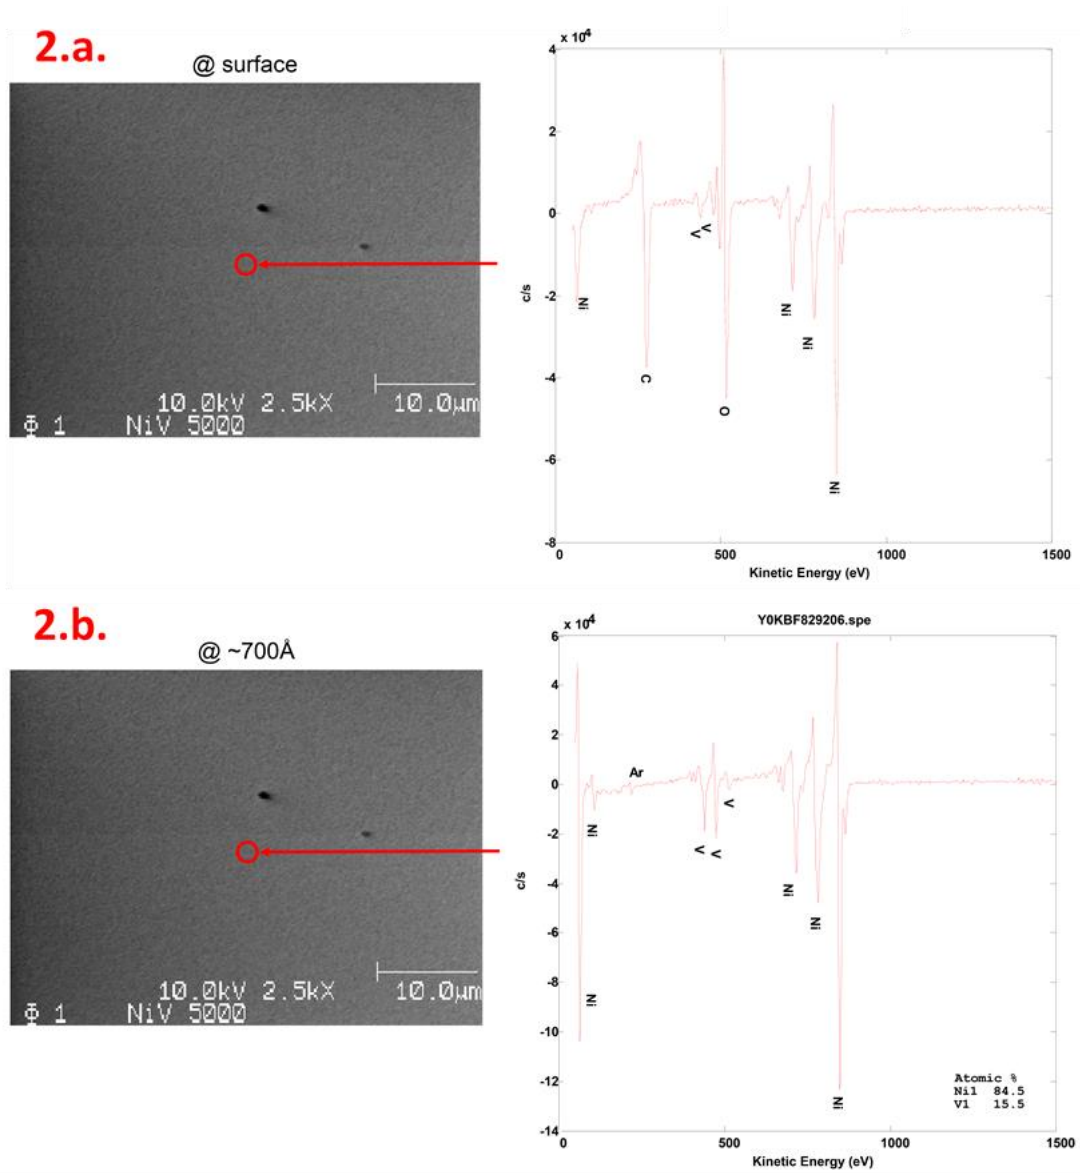 2.a.
@ surface
10.0kV 2.5kX 10.0µm
Φ 1 NiV 5000
x 10⁴
4
2
0
-2
-4
-6
-8
c/s
Ni
C
V
V
O
Ni
Ni
Ni
0 500 1000 1500
Kinetic Energy (eV)
2.b.
@ ~700Å
10.0kV 2.5kX 10.0µm
Φ 1 NiV 5000
Y0KBF829206.spe
x 10⁴
6
4
2
0
-2
-4
-6
-8
-10
-12
-14
c/s
Ni
Ni
Ar
V
V
V
Ni
Ni
Ni
Atomic %
Ni1 84.5
V1 15.5
0 500 1000 1500
Kinetic Energy (eV)